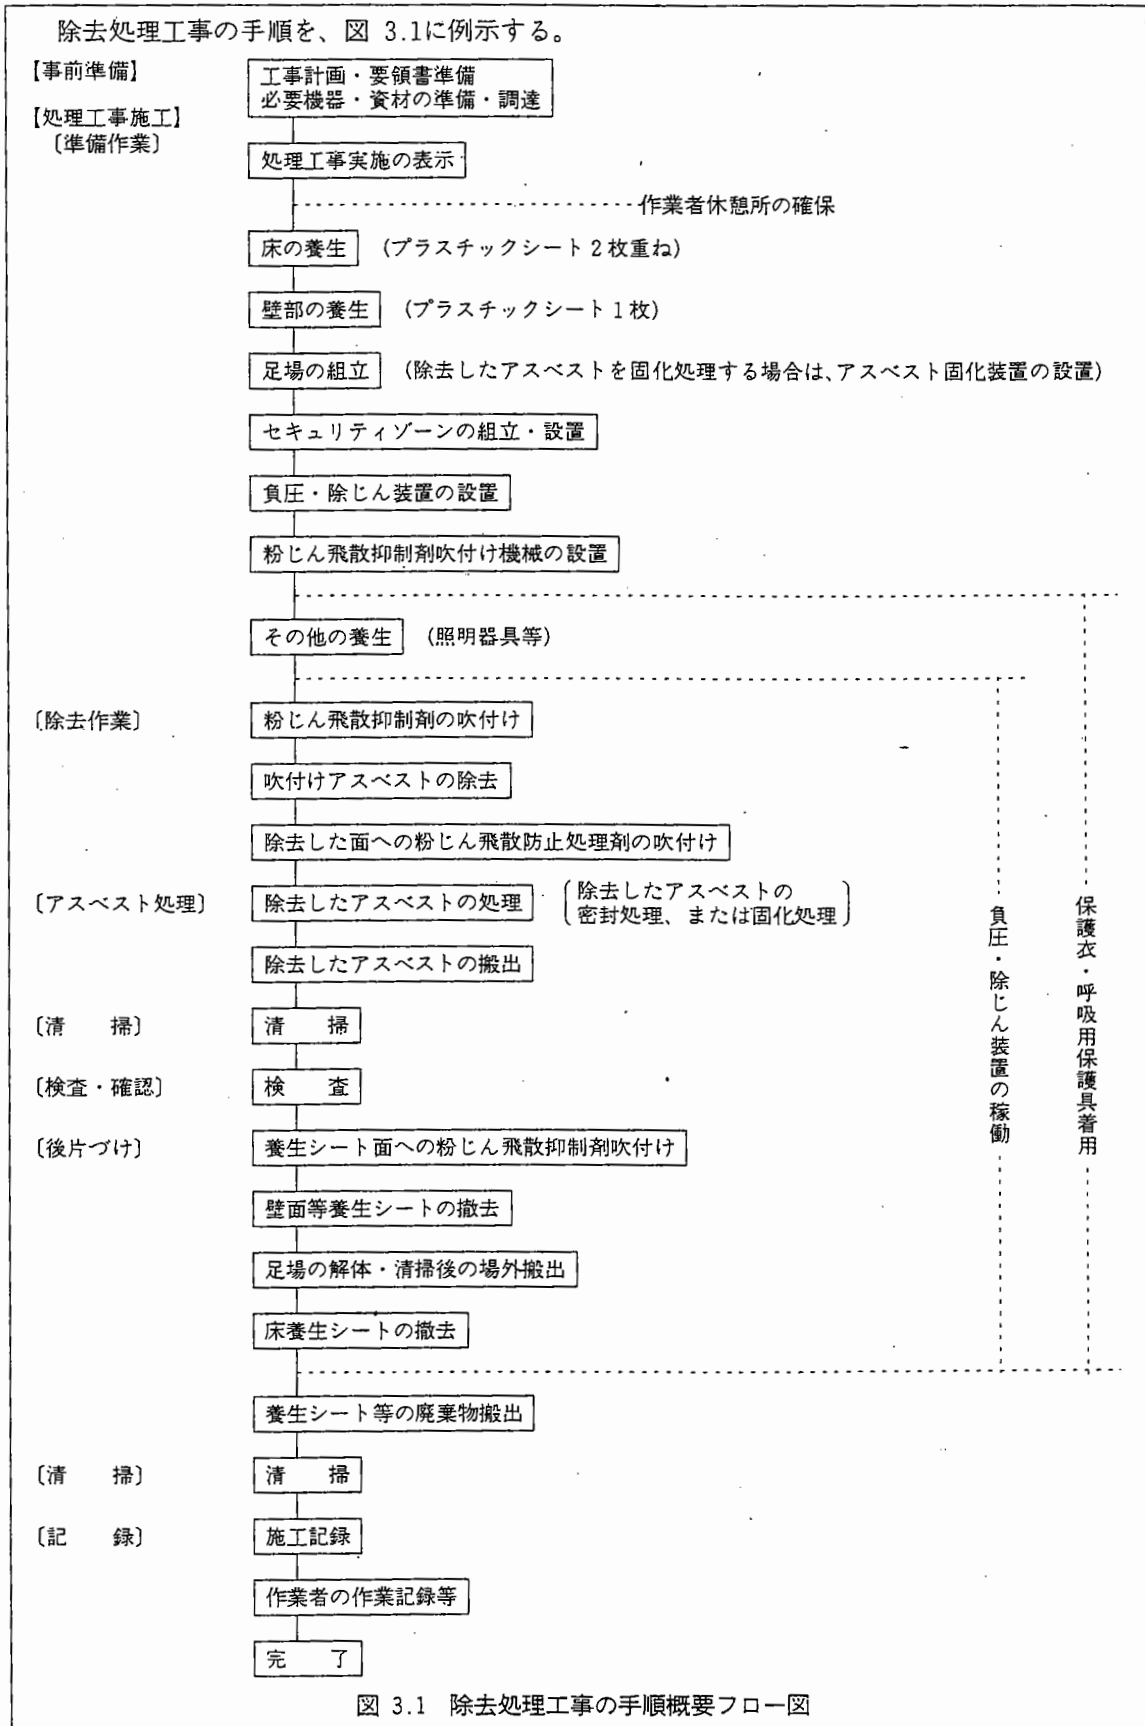 除去処理工事の手順を、図 3.1に例示する。
【事前準備】
工事計画・要領書準備
必要機器・資材の準備・調達
【処理工事施工】
〔準備作業〕
処理工事実施の表示
作業者休憩所の確保
床の養生 (プラスチックシート2枚重ね)
壁部の養生 (プラスチックシート1枚)
足場の組立 (除去したアスベストを固化処理する場合は、アスベスト固化装置の設置)
セキュリティゾーンの組立・設置
負圧・除じん装置の設置
粉じん飛散抑制剤吹付け機械の設置
その他の養生 (照明器具等)
〔除去作業〕 粉じん飛散抑制剤の吹付け
吹付けアスベストの除去
除去した面への粉じん飛散防止処理剤の吹付け
〔アスベスト処理〕 除去したアスベストの処理
除去したアスベストの
密封処理、または固化処理
除去したアスベストの搬出
〔清 掃〕 清 掃
〔検査・確認〕 検 査
〔後片づけ〕 養生シート面への粉じん飛散抑制剤吹付け
壁面等養生シートの撤去
足場の解体・清掃後の場外搬出
床養生シートの撤去
負圧・除じん装置の稼働
保護衣・呼吸用保護具着用
養生シート等の廃棄物搬出
〔清 掃〕 清 掃
〔記 録〕 施工記録
作業者の作業記録等
完 了
図 3.1 除去処理工事の手順概要フロー図